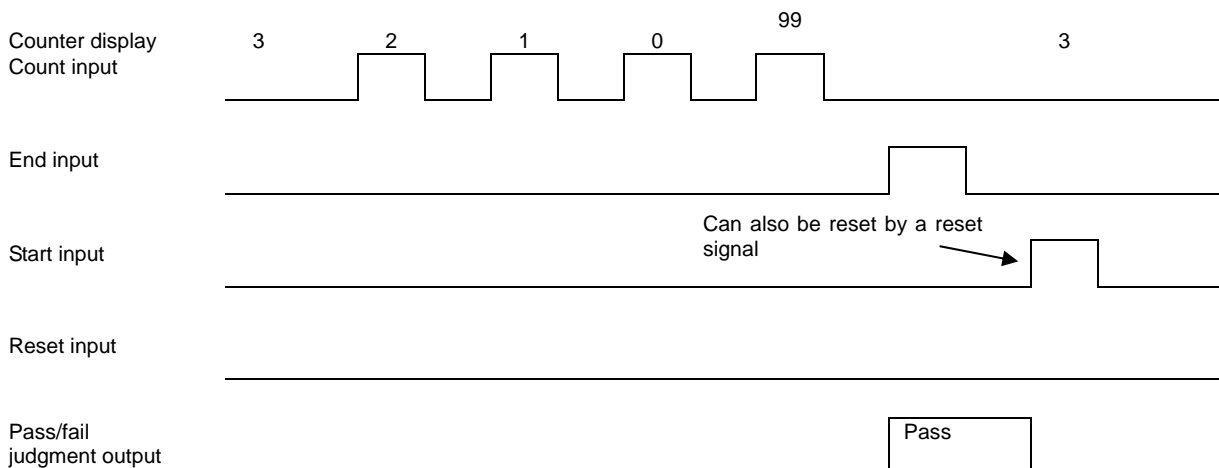 99
Counter display 3 2 1 0 3
Count input
End input
Can also be reset by a reset
signal
Start input
Reset input
Pass/fail Pass
judgment output